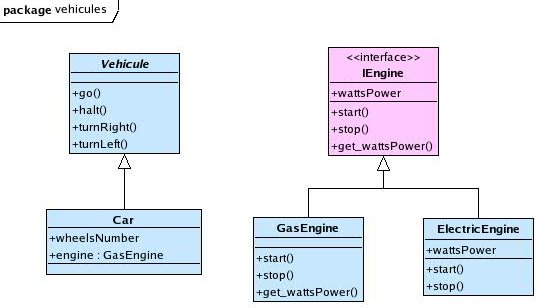 package vehicules
Vehicule
+go()
+halt()
+turnRight()
+turnLeft()
<<interface>>
IEngine
+wattsPower
+start()
+stop()
+get_wattsPower()
Car
+wheelsNumber
+engine : GasEngine
GasEngine
+start()
+stop()
+get_wattsPower()
ElectricEngine
+wattsPower
+start()
+stop()